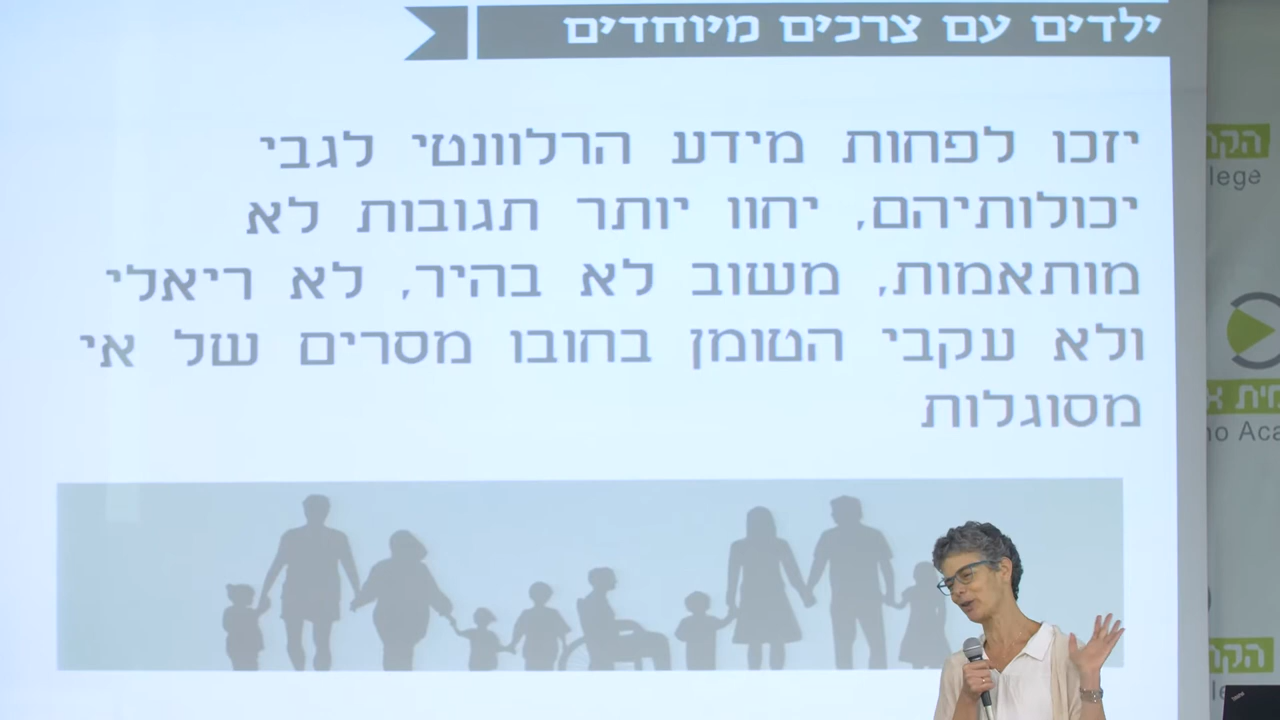 ילדים עם צרכים מיוחדים
יזכו לפחות מידע הרלוונטי לגבי
יכולותיהם, יחוו יותר תגובות לא
מותאמות, משוב לא בהיר, לא ריאלי
ולא עקבי הטומן בחובו מסרים של אי
מסוגלות